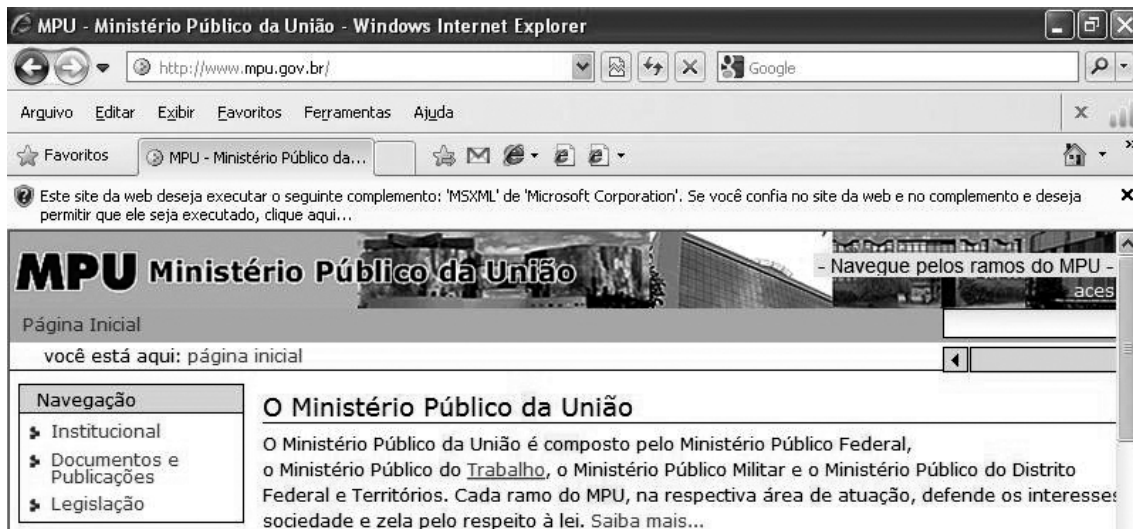 MPU - Ministério Público da União - Windows Internet Explorer
http://www.mpu.gov.br/ Google
Arquivo Editar Exibir Favoritos Ferramentas Ajuda
Favoritos MPU - Ministério Público da...
Este site da web deseja executar o seguinte complemento: 'MSXML' de 'Microsoft Corporation'. Se você confia no site da web e no complemento e deseja
permitir que ele seja executado, clique aqui...
MPU Ministério Público da União
- Navegue pelos ramos do MPU -
aces
Página Inicial
você está aqui: página inicial
Navegação
Institucional
Documentos e
Publicações
Legislação
O Ministério Público da União
O Ministério Público da União é composto pelo Ministério Público Federal,
o Ministério Público do Trabalho, o Ministério Público Militar e o Ministério Público do Distrito
Federal e Territórios. Cada ramo do MPU, na respectiva área de atuação, defende os interesses
sociedade e zela pelo respeito à lei. Saiba mais...